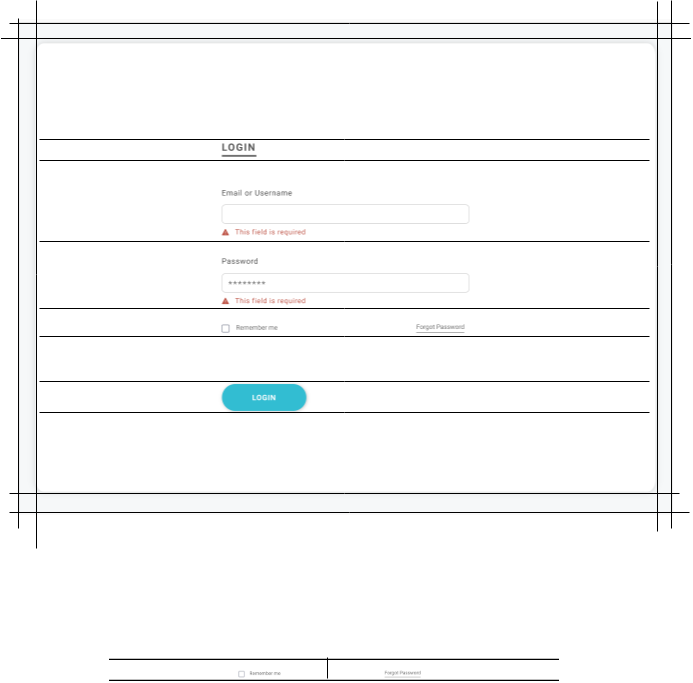 LOGIN
Email or Username
This field is required
Password
********
This field is required
Remember me Forgot Password
LOGIN
Remember me Forgot Password